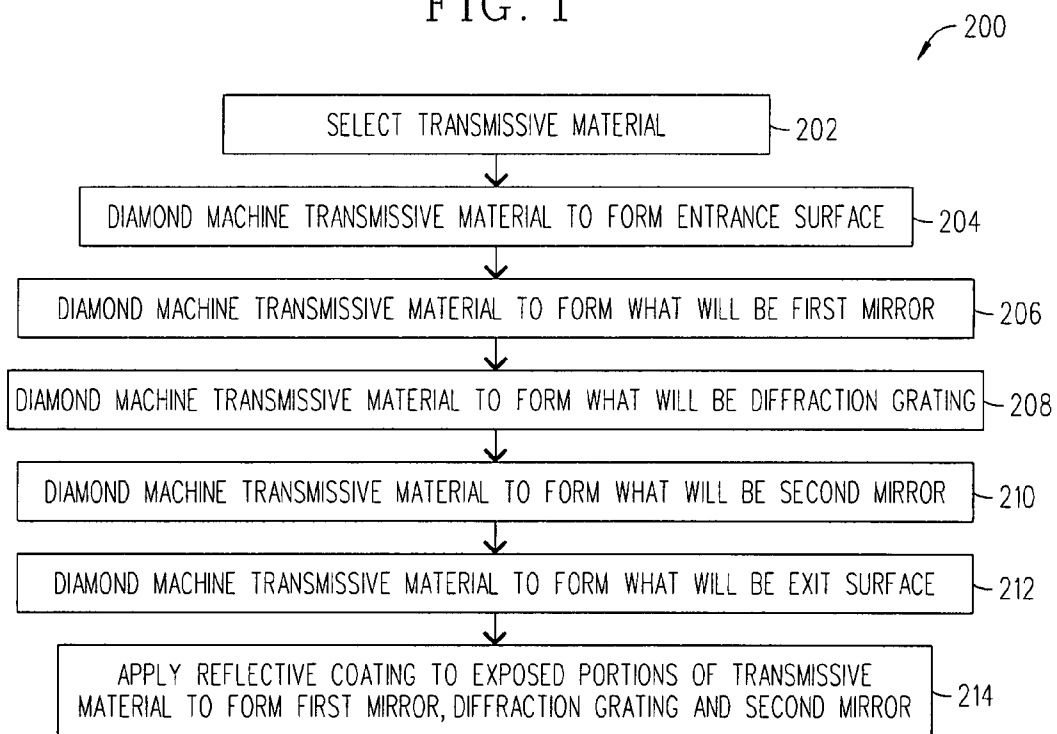 FIG. 1
200
SELECT TRANSMISSIVE MATERIAL
202
DIAMOND MACHINE TRANSMISSIVE MATERIAL TO FORM ENTRANCE SURFACE
204
DIAMOND MACHINE TRANSMISSIVE MATERIAL TO FORM WHAT WILL BE FIRST MIRROR
206
DIAMOND MACHINE TRANSMISSIVE MATERIAL TO FORM WHAT WILL BE DIFFRACTION GRATING
208
DIAMOND MACHINE TRANSMISSIVE MATERIAL TO FORM WHAT WILL BE SECOND MIRROR
210
DIAMOND MACHINE TRANSMISSIVE MATERIAL TO FORM WHAT WILL BE EXIT SURFACE
212
APPLY REFLECTIVE COATING TO EXPOSED PORTIONS OF TRANSMISSIVE
MATERIAL TO FORM FIRST MIRROR, DIFFRACTION GRATING AND SECOND MIRROR
214